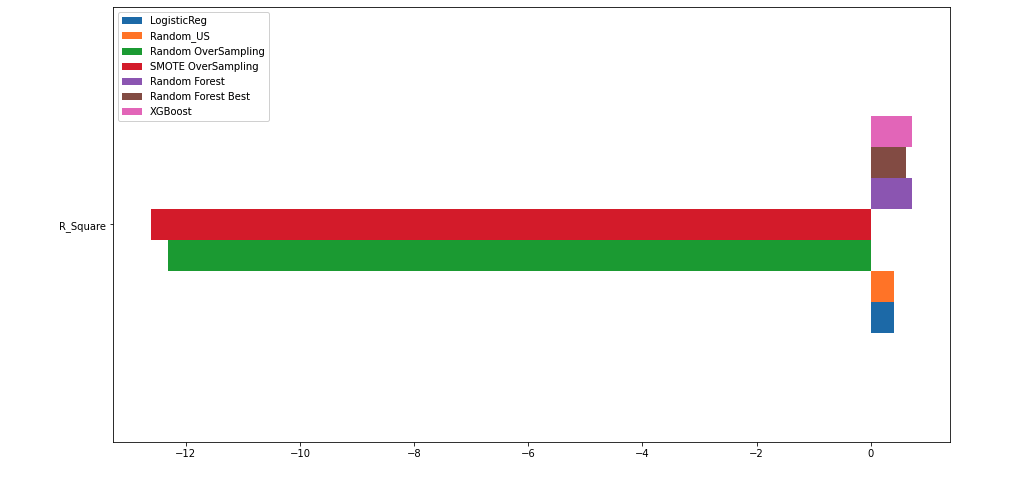 LogisticReg
Random_US
Random OverSampling
SMOTE OverSampling
Random Forest
Random Forest Best
XGBoost
R_Square
−12 −10 −8 −6 −4 −2 0